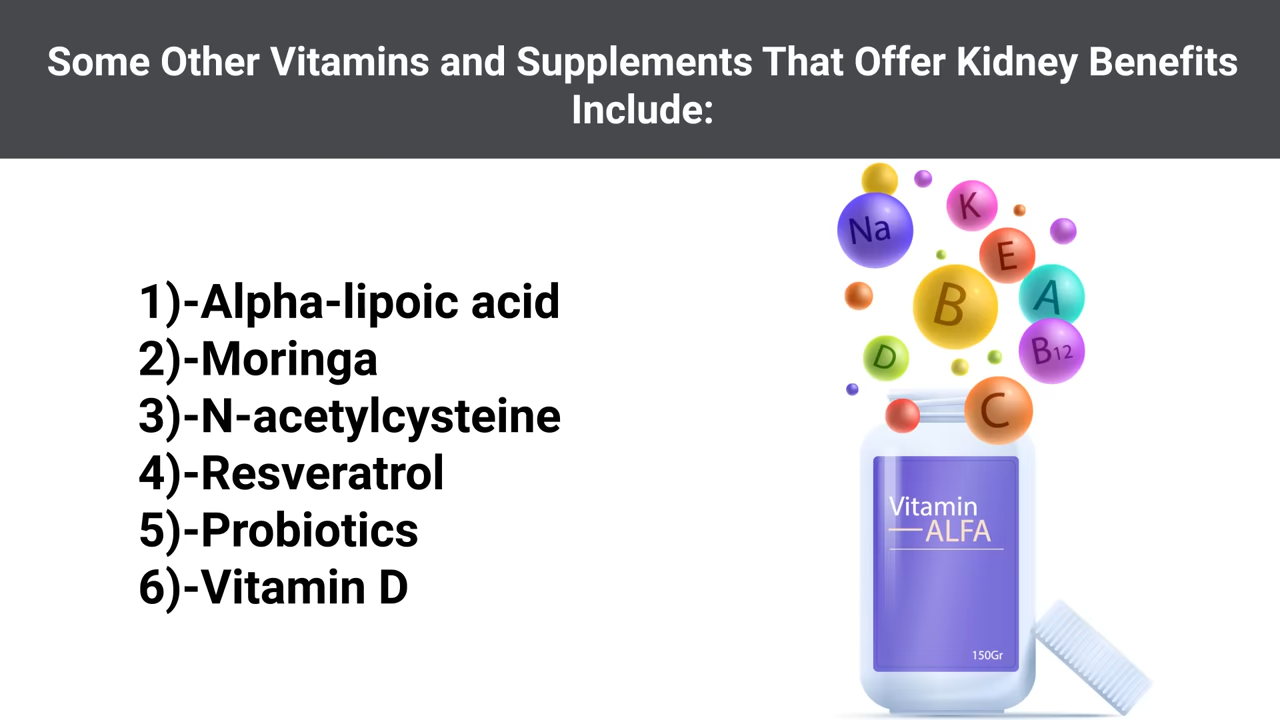 Some Other Vitamins and Supplements That Offer Kidney Benefits
Include:
1)-Alpha-lipoic acid
2)-Moringa
3)-N-acetylcysteine
4)-Resveratrol
5)-Probiotics
6)-Vitamin D
Na
K
E
B
A
D
B12
C
Vitamin
ALFA
150Gr